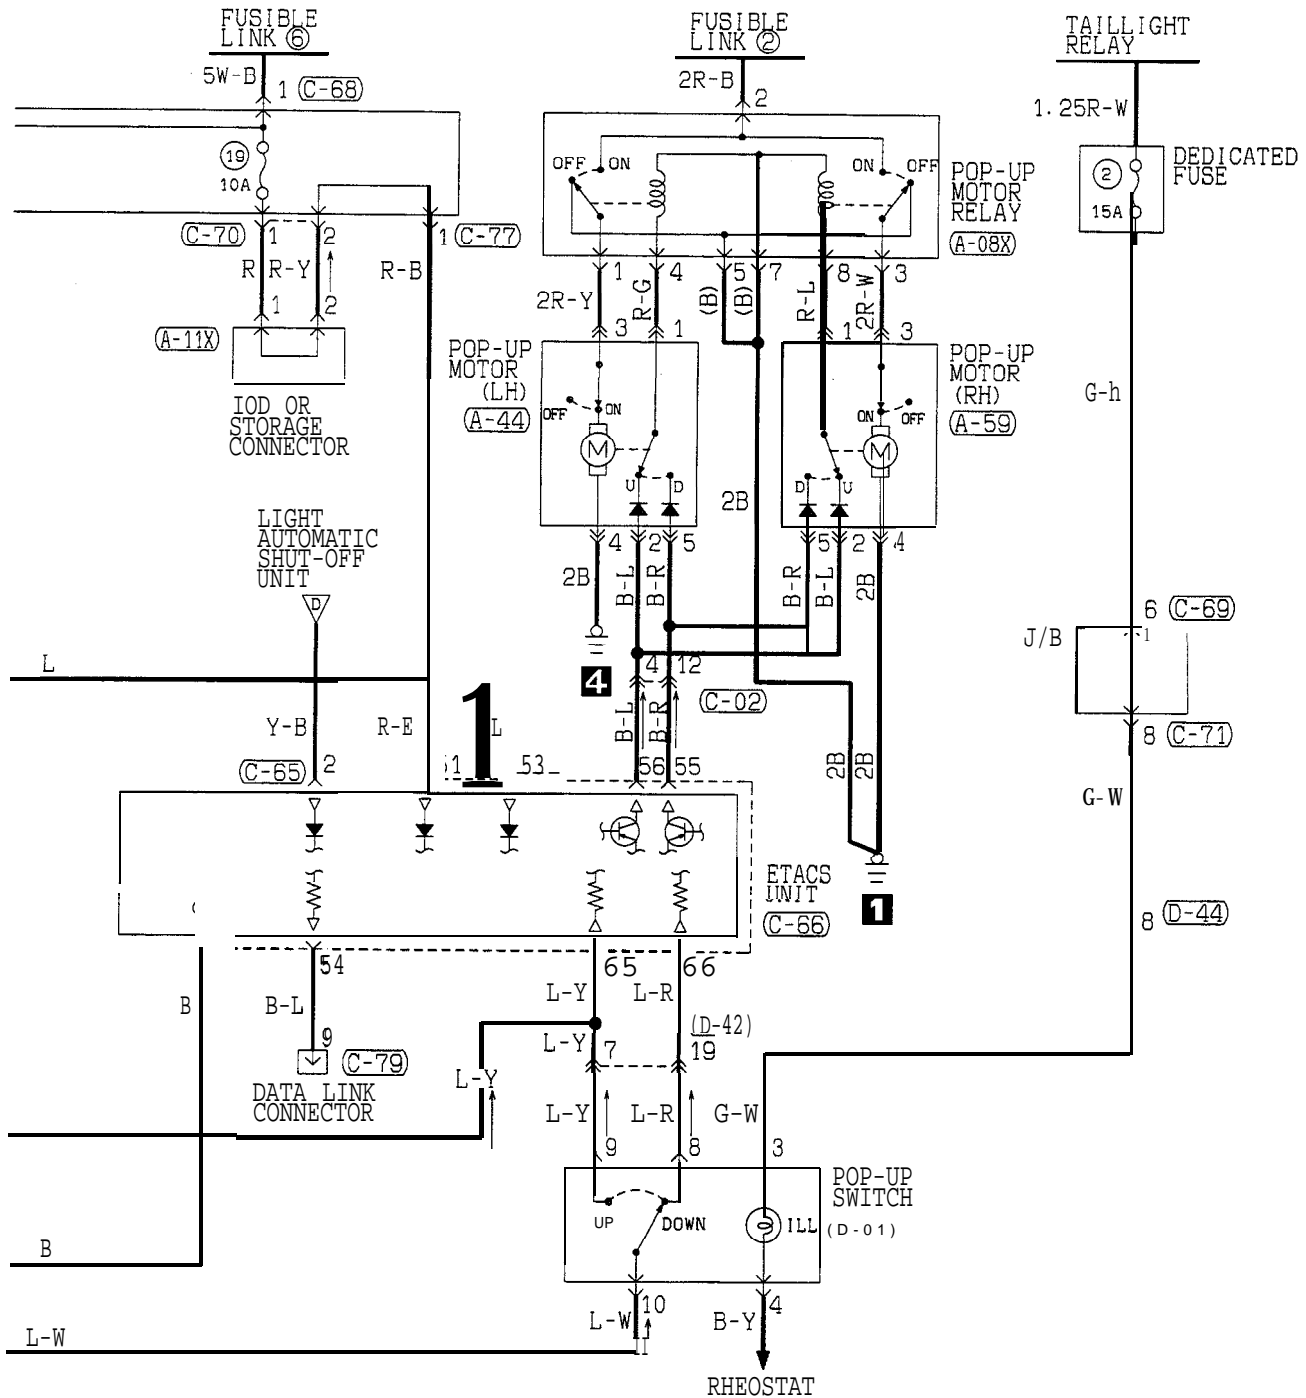 FUSIBLE
LINK ⑥
FUSIBLE
LINK ②
TAILLIGHT
RELAY
5W-B
1 (C-68)
2R-B
2
1.25R-W
19
10A
OFF
ON
ON
OFF
POP-UP
MOTOR
RELAY
(A-08X)
2
15A
DEDICATED
FUSE
(C-70)
1
2
1
(C-77)
R
R-Y
R-B
1
4
5
7
8
3
2R-Y
R-G
(B)
(B)
R-L
2R-W
1
2
(A-11X)
3
1
1
3
IOD OR
STORAGE
CONNECTOR
POP-UP
MOTOR
(LH)
(A-44)
OFF
ON
M
U
D
POP-UP
MOTOR
(RH)
(A-59)
ON
OFF
M
D
U
G-h
2B
4
2
5
5
2
4
LIGHT
AUTOMATIC
SHUT-OFF
UNIT
D
2B
B-L
B-R
B-R
B-L
2B
6 (C-69)
J/B
1
4
L
4
12
(C-02)
Y-B
R-E
1
L
B-L
B-R
2B
2B
8 (C-71)
(C-65)
2
51
53
56
55
G-W
ETACS
UNIT
(C-66)
1
8 (D-44)
54
65
66
B
B-L
L-Y
L-R
9
(C-79)
DATA LINK
CONNECTOR
L-Y
7
(D-42)
19
L-Y
L-Y
L-R
G-W
9
8
3
POP-UP
SWITCH
(D-01)
UP
DOWN
ILL
B
10
4
L-W
B-Y
L-W
RHEOSTAT